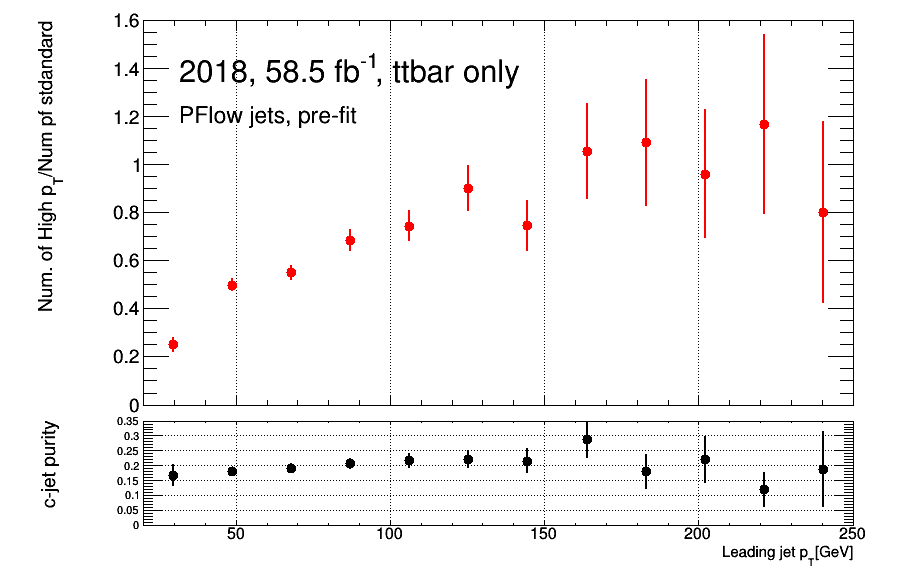 Num. of High pT/Num pf stdandard
1.6
1.4
1.2
1
0.8
0.6
0.4
0.2
0
2018, 58.5 fb-1, ttbar only
PFlow jets, pre-fit
c-jet purity
0.35
0.3
0.25
0.2
0.15
0.1
0.05
0
50 100 150 200 250
Leading jet pT[GeV]